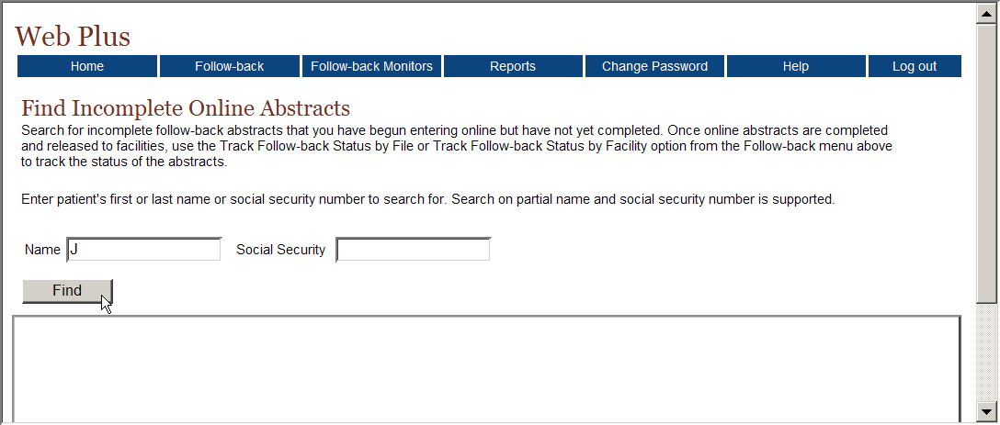 Web Plus
Home Follow-back Follow-back Monitors Reports Change Password Help Log out
Find Incomplete Online Abstracts
Search for incomplete follow-back abstracts that you have begun entering online but have not yet completed. Once online abstracts are completed
and released to facilities, use the Track Follow-back Status by File or Track Follow-back Status by Facility option from the Follow-back menu above
to track the status of the abstracts.
Enter patient's first or last name or social security number to search for. Search on partial name and social security number is supported.
Name J Social Security
Find